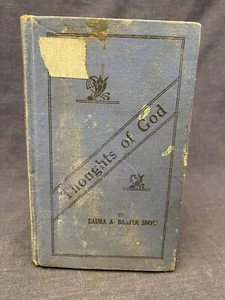 Thoughts of God
BY
LAURA A. BARTER SNOW